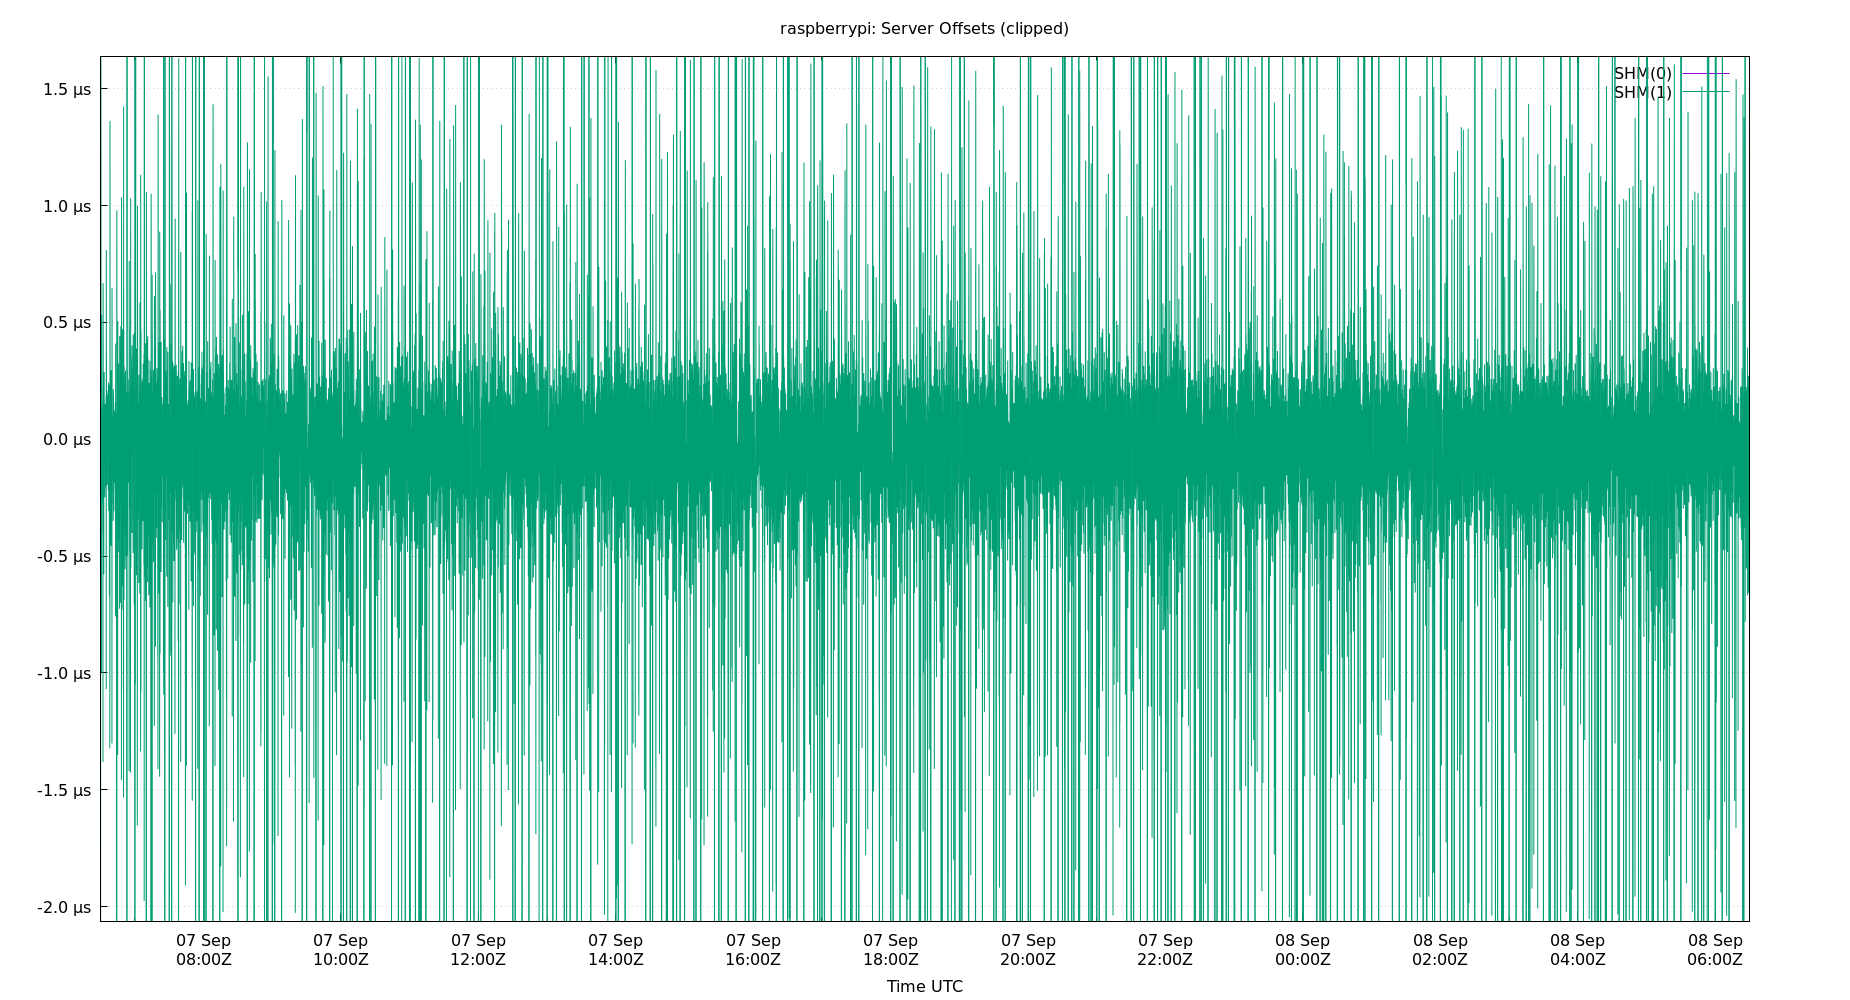 raspberrypi: Server Offsets (clipped)
SHM(0)
SHM(1)
1.5 µs
1.0 µs
0.5 µs
0.0 µs
-0.5 µs
-1.0 µs
-1.5 µs
-2.0 µs
07 Sep 07 Sep 07 Sep 07 Sep 07 Sep 07 Sep 07 Sep 07 Sep 08 Sep 08 Sep 08 Sep 08 Sep
08:00Z 10:00Z 12:00Z 14:00Z 16:00Z 18:00Z 20:00Z 22:00Z 00:00Z 02:00Z 04:00Z 06:00Z
Time UTC